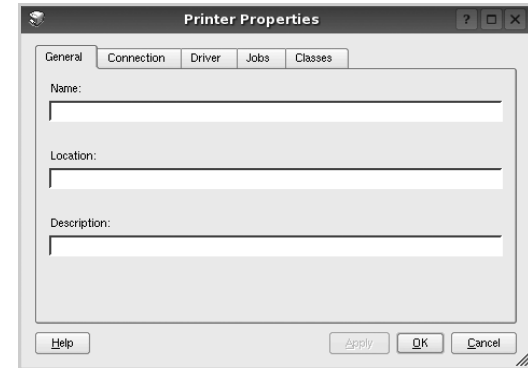 Printer Properties
General Connection Driver Jobs Classes
Name:
Location:
Description:
Help Apply OK Cancel